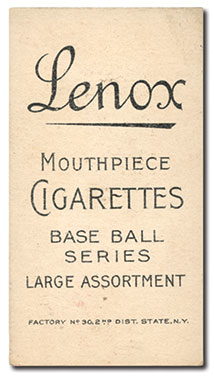 Lenox
MOUTHPIECE
CIGARETTES
BASE BALL
SERIES
LARGE ASSORTMENT
FACTORY Nº 30, 2ND DIST. STATE, N.Y.